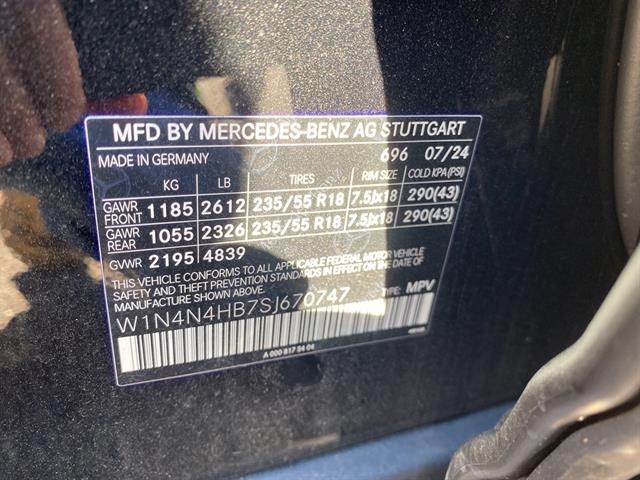 MFD BY MERCEDES-BENZ AG STUTTGART
MADE IN GERMANY 696 07/24
KG LB TIRES RIM SIZE COLD KPA(PSI)
GAWR FRONT 1185 2612 235/55 R18 7.5Jx18 290(43)
GAWR REAR 1055 2326 235/55 R18 7.5Jx18 290(43)
GVWR 2195 4839
THIS VEHICLE CONFORMS TO ALL APPLICABLE FEDERAL MOTOR VEHICLE
SAFETY AND THEFT PREVENTION STANDARDS IN EFFECT ON THE DATE OF
MANUFACTURE SHOWN ABOVE.
W1N4N4HB7SJ670747 TYPE: MPV
A 000 817 54 04